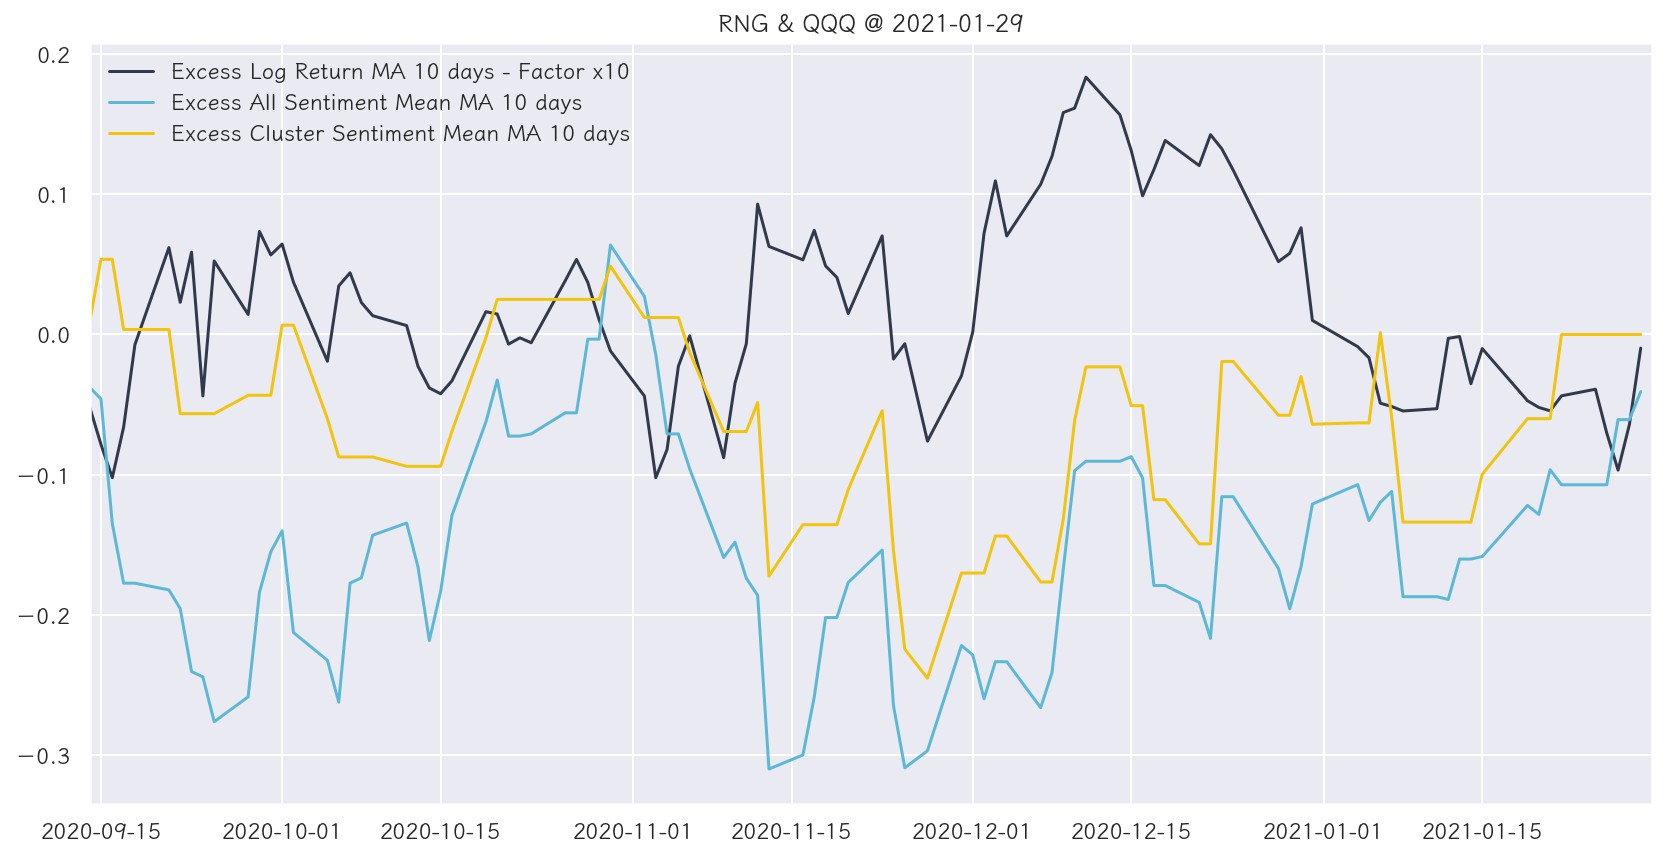 RNG & QQQ @ 2021-01-29
Excess Log Return MA 10 days - Factor x10
Excess All Sentiment Mean MA 10 days
Excess Cluster Sentiment Mean MA 10 days
0.2
0.1
0.0
−0.1
−0.2
−0.3
2020-09-15 2020-10-01 2020-10-15 2020-11-01 2020-11-15 2020-12-01 2020-12-15 2021-01-01 2021-01-15